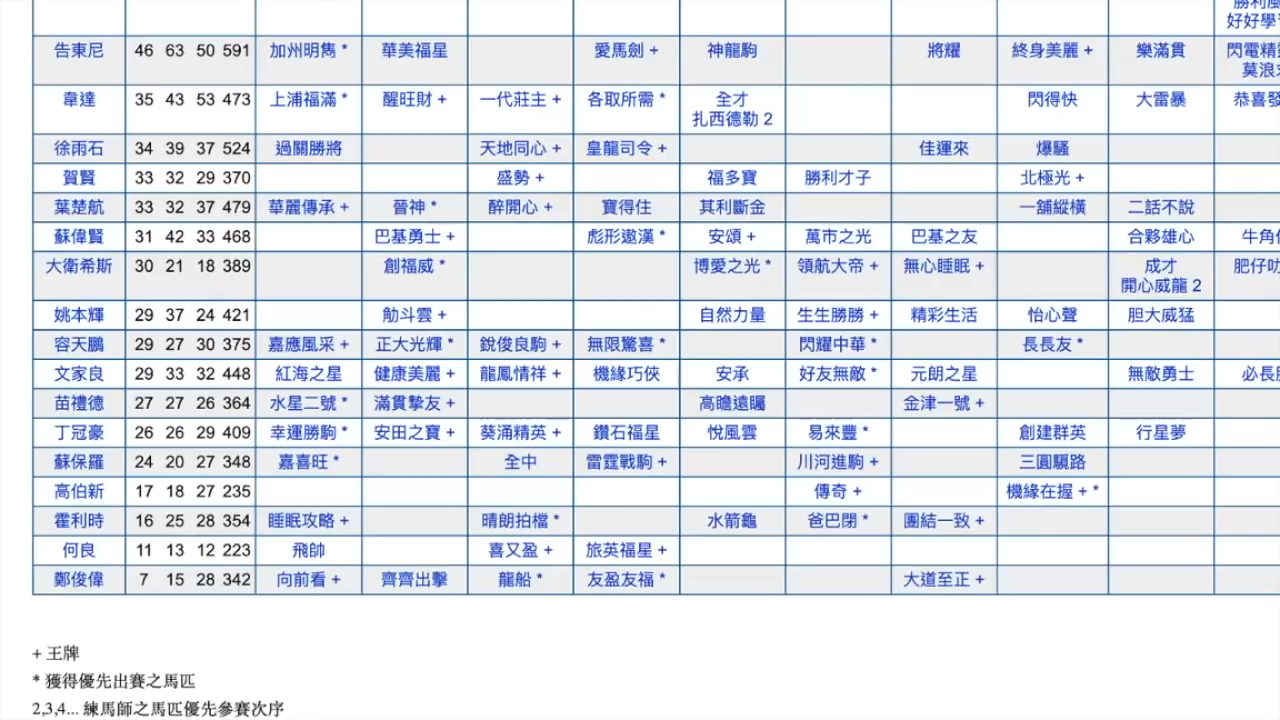 好好學
告東尼 46 63 50 591 加州明雋 * 華美福星 愛馬劍 + 神龍駒 將耀 終身美麗 + 樂滿貫 閃電精
莫浪
韋達 35 43 53 473 上浦福滿 * 醒旺財 + 一代莊主 + 各取所需 * 全才 閃得快 大雷暴 恭喜發
扎西德勒 2
徐雨石 34 39 37 524 過關勝將 天地同心 + 皇龍司令 + 佳運來 爆騷
賀賢 33 32 29 370 盛勢 + 福多寶 勝利才子 北極光 +
葉楚航 33 32 37 479 華麗傳承 + 晉神 * 醉開心 + 寶得住 其利斷金 一舖縱橫 二話不說
蘇偉賢 31 42 33 468 巴基勇士 + 彪形遨漢 * 安頌 + 萬市之光 巴基之友 合夥雄心 牛角
大衛希斯 30 21 18 389 創福威 * 博愛之光 * 領航大帝 + 無心睡眠 + 成才 肥仔叻
開心威龍 2
姚本輝 29 37 24 421 觔斗雲 + 自然力量 生生勝勝 + 精彩生活 怡心聲 胆大威猛
容天鵬 29 27 30 375 嘉應風采 + 正大光輝 * 銳俊良駒 + 無限驚喜 * 閃耀中華 * 長長友 *
文家良 29 33 32 448 紅海之星 健康美麗 + 龍鳳情祥 + 機緣巧俠 安承 好友無敵 * 元朗之星 無敵勇士 必長
苗禮德 27 27 26 364 水星二號 * 滿貫摯友 + 高瞻遠矚 金津一號 +
丁冠豪 26 26 29 409 幸運勝駒 * 安田之寶 + 葵涌精英 + 鑽石福星 悅風雲 易來豐 * 創建群英 行星夢
蘇保羅 24 20 27 348 嘉喜旺 * 全中 雷霆戰駒 + 川河進駒 + 三圓騆路
高伯新 17 18 27 235 傳奇 + 機緣在握 + *
霍利時 16 25 28 354 睡眠攻略 + 晴朗拍檔 * 水箭龜 爸巴閉 * 團結一致 +
何良 11 13 12 223 飛帥 喜又盈 + 旅英福星 +
鄭俊偉 7 15 28 342 向前看 + 齊齊出擊 龍船 * 友盈友福 * 大道至正 +
+ 王牌
* 獲得優先出賽之馬匹
2,3,4... 練馬師之馬匹優先參賽次序